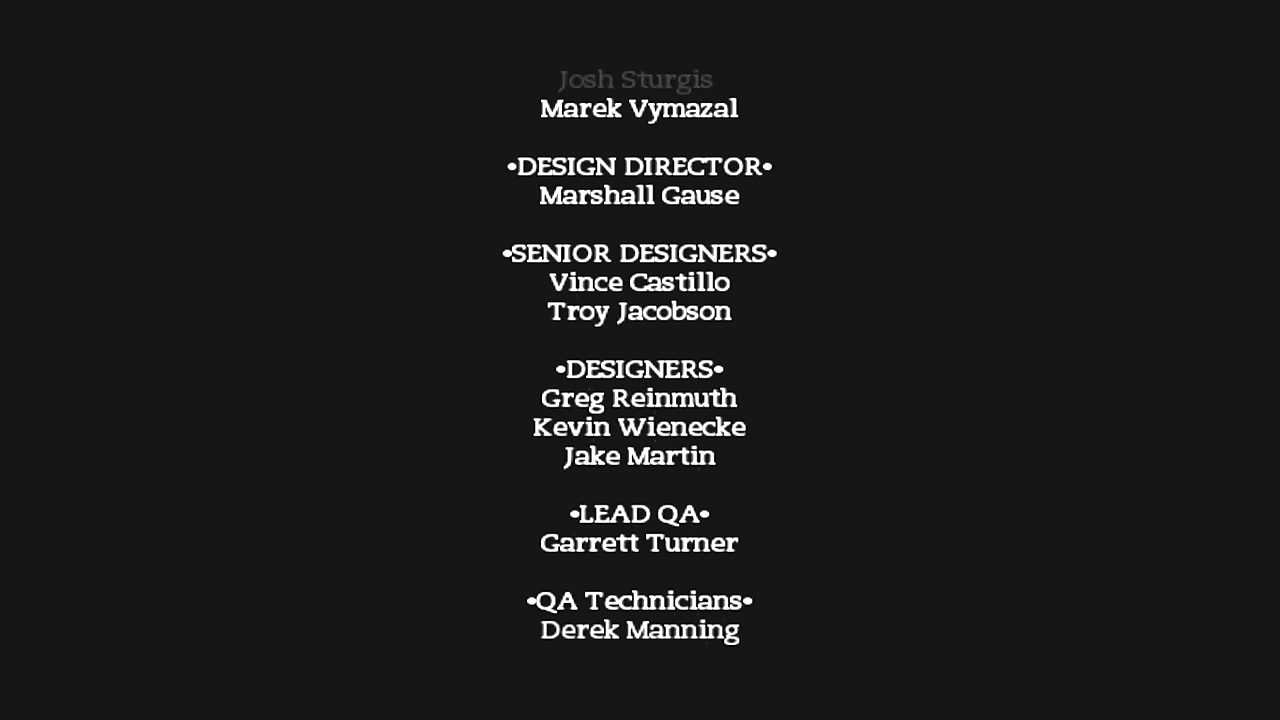 Josh Sturgis
Marek Vymazal
•DESIGN DIRECTOR•
Marshall Gause
•SENIOR DESIGNERS•
Vince Castillo
Troy Jacobson
•DESIGNERS•
Greg Reinmuth
Kevin Wienecke
Jake Martin
•LEAD QA•
Garrett Turner
•QA Technicians•
Derek Manning